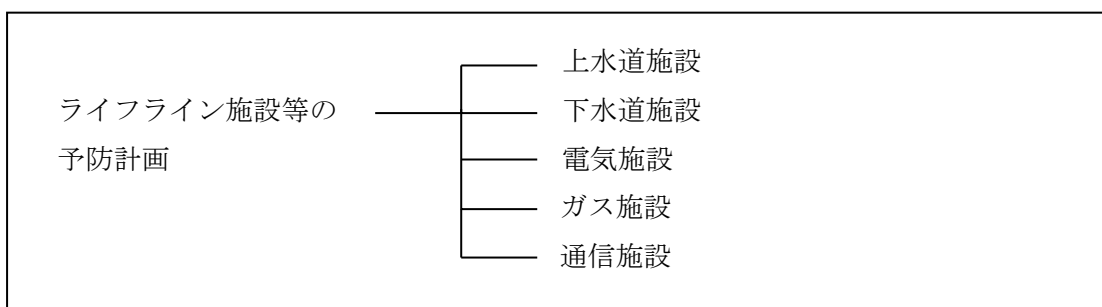 ライフライン施設等の
予防計画
上水道施設
下水道施設
電気施設
ガス施設
通信施設